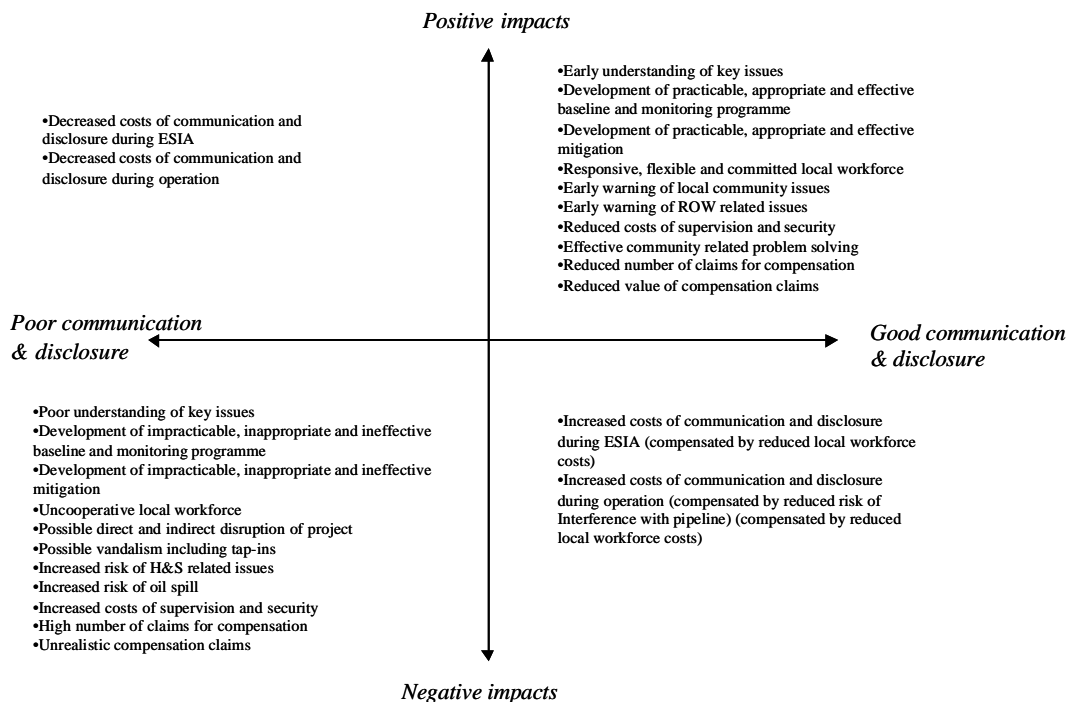 Positive impacts
•Decreased costs of communication and
disclosure during ESIA
•Decreased costs of communication and
disclosure during operation
•Early understanding of key issues
•Development of practicable, appropriate and effective
baseline and monitoring programme
•Development of practicable, appropriate and effective
mitigation
•Responsive, flexible and committed local workforce
•Early warning of local community issues
•Early warning of ROW related issues
•Reduced costs of supervision and security
•Effective community related problem solving
•Reduced number of claims for compensation
•Reduced value of compensation claims
Poor communication
& disclosure
Good communication
& disclosure
•Poor understanding of key issues
•Development of impracticable, inappropriate and ineffective
baseline and monitoring programme
•Development of impracticable, inappropriate and ineffective
mitigation
•Uncooperative local workforce
•Possible direct and indirect disruption of project
•Possible vandalism including tap-ins
•Increased risk of H&S related issues
•Increased risk of oil spill
•Increased costs of supervision and security
•High number of claims for compensation
•Unrealistic compensation claims
•Increased costs of communication and disclosure
during ESIA (compensated by reduced local workforce
costs)
•Increased costs of communication and disclosure
during operation (compensated by reduced risk of
Interference with pipeline) (compensated by reduced
local workforce costs)
Negative impacts